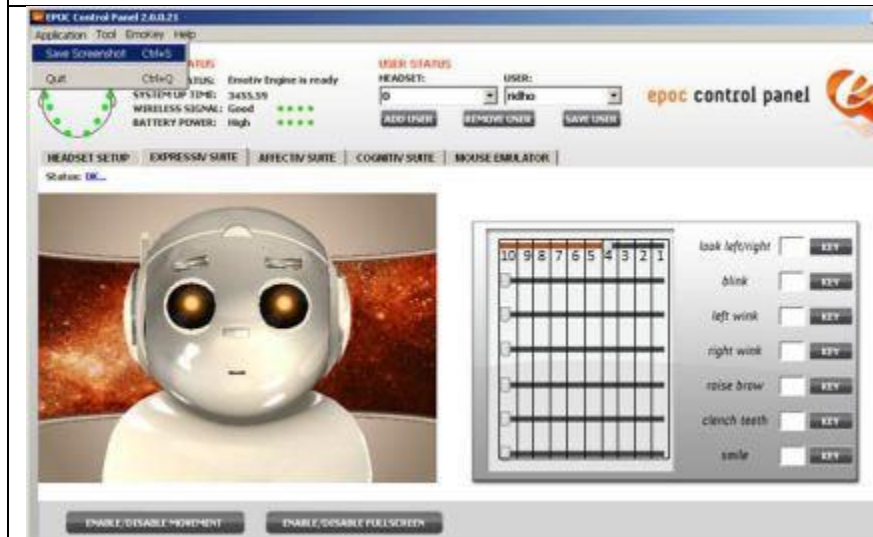 EPOC Control Panel 2.0.0.21
Application Tool EmoKey Help
Save Screenshot Ctrl+S
Quit Ctrl+Q
STATUS
STATUS: Emotiv Engine is ready
SYSTEM UP TIME: 3435.59
WIRELESS SIGNAL: Good
BATTERY POWER: High
USER STATUS
HEADSET: USER:
0 ridho
ADD USER REMOVE USER SAVE USER
epoc control panel
HEADSET SETUP EXPRESSIV SUITE AFFECTIV SUITE COGNITIV SUITE MOUSE EMULATOR
Status: OK...
10 9 8 7 6 5 4 3 2 1
look left/right KEY
blink KEY
left wink KEY
right wink KEY
raise brow KEY
clench teeth KEY
smile KEY
ENABLE/DISABLE MOVEMENT ENABLE/DISABLE FULLSCREEN